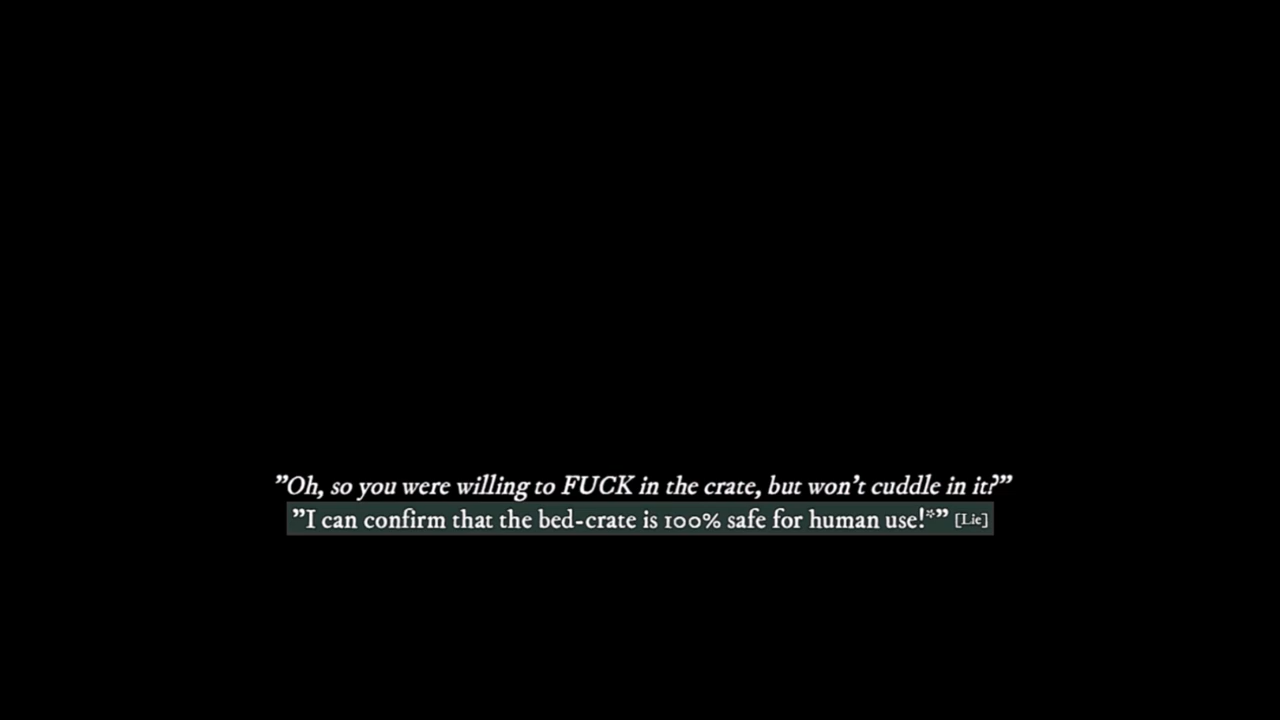 ”Oh, so you were willing to FUCK in the crate, but won’t cuddle in it?”
”I can confirm that the bed-crate is 100% safe for human use!*” [Lie]